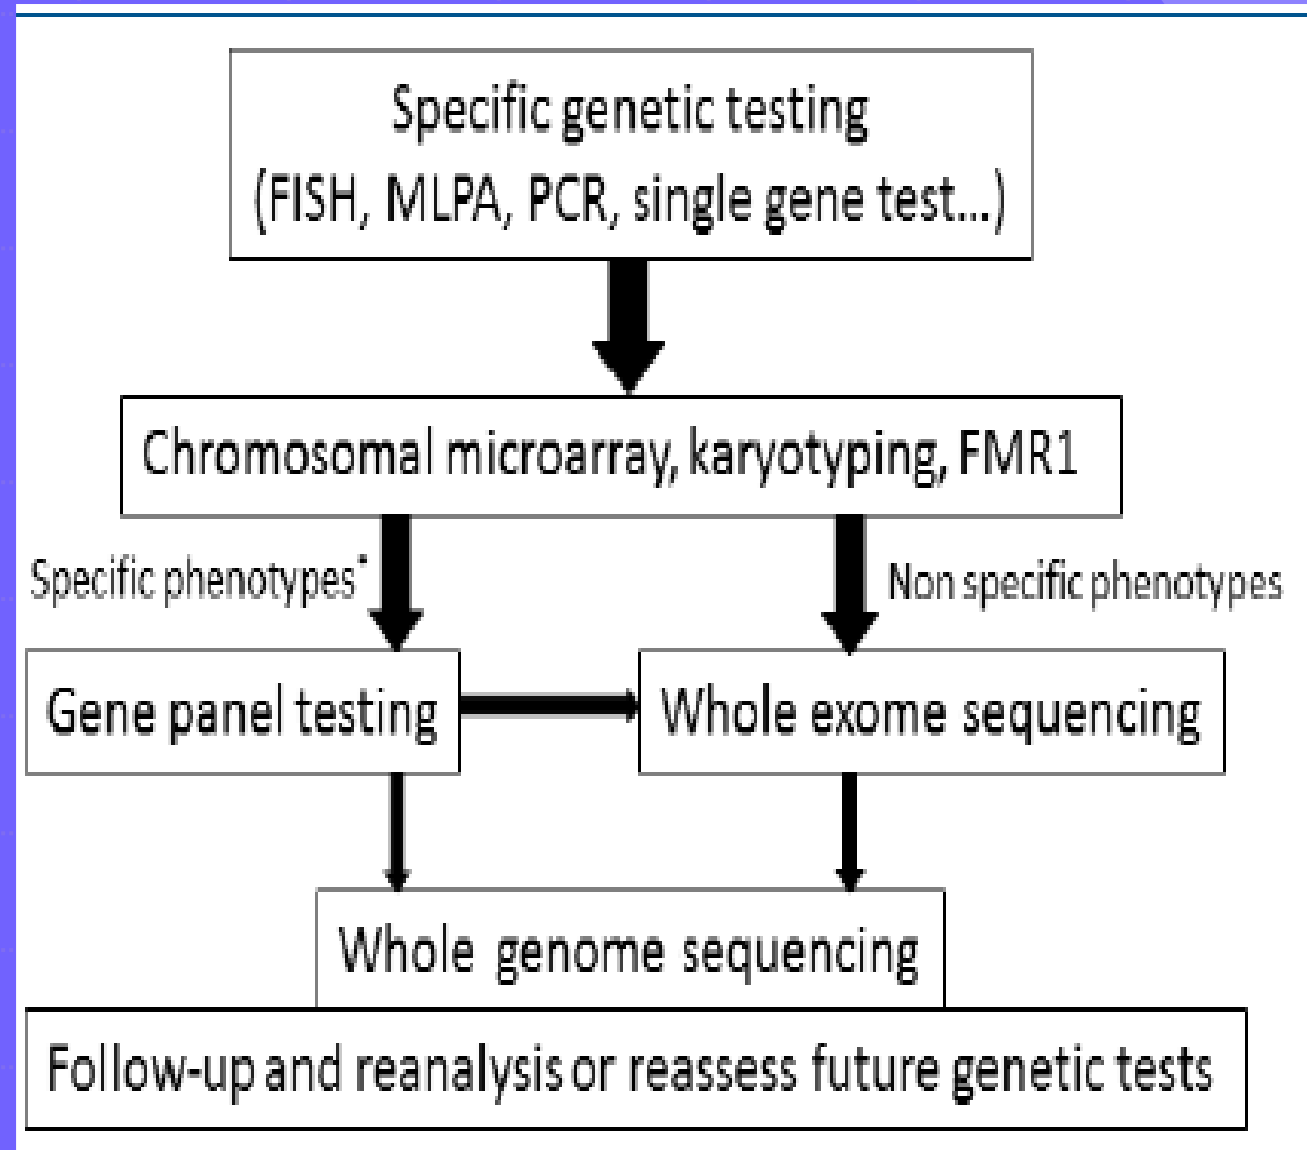 Specific genetic testing
(FISH, MLPA, PCR, single gene test...)
Chromosomal microarray, karyotyping, FMR1
Specific phenotypes*
Non specific phenotypes
Gene panel testing
Whole exome sequencing
Whole genome sequencing
Follow-up and reanalysis or reassess future genetic tests